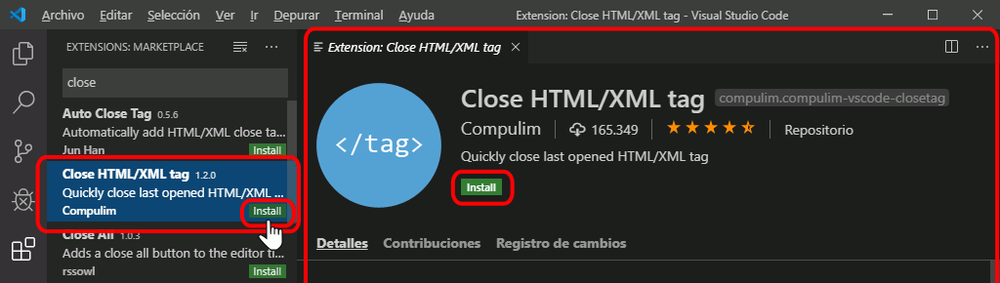 Archivo Editar Selección Ver Ir Depurar Terminal Ayuda Extension: Close HTML/XML tag - Visual Studio Code
EXTENSIONS: MARKETPLACE
close
Auto Close Tag 0.5.6
Automatically add HTML/XML close ta...
Jun Han Install
Close HTML/XML tag 1.2.0
Quickly close last opened HTML/XML ...
Compulim Install
Close All 1.0.3
Adds a close all button to the editor ti...
rssowl Install
Extension: Close HTML/XML tag
</tag>
Close HTML/XML tag compulim.compulim-vscode-closetag
Compulim 165.349 Repositorio
Quickly close last opened HTML/XML tag
Install
Detalles Contribuciones Registro de cambios